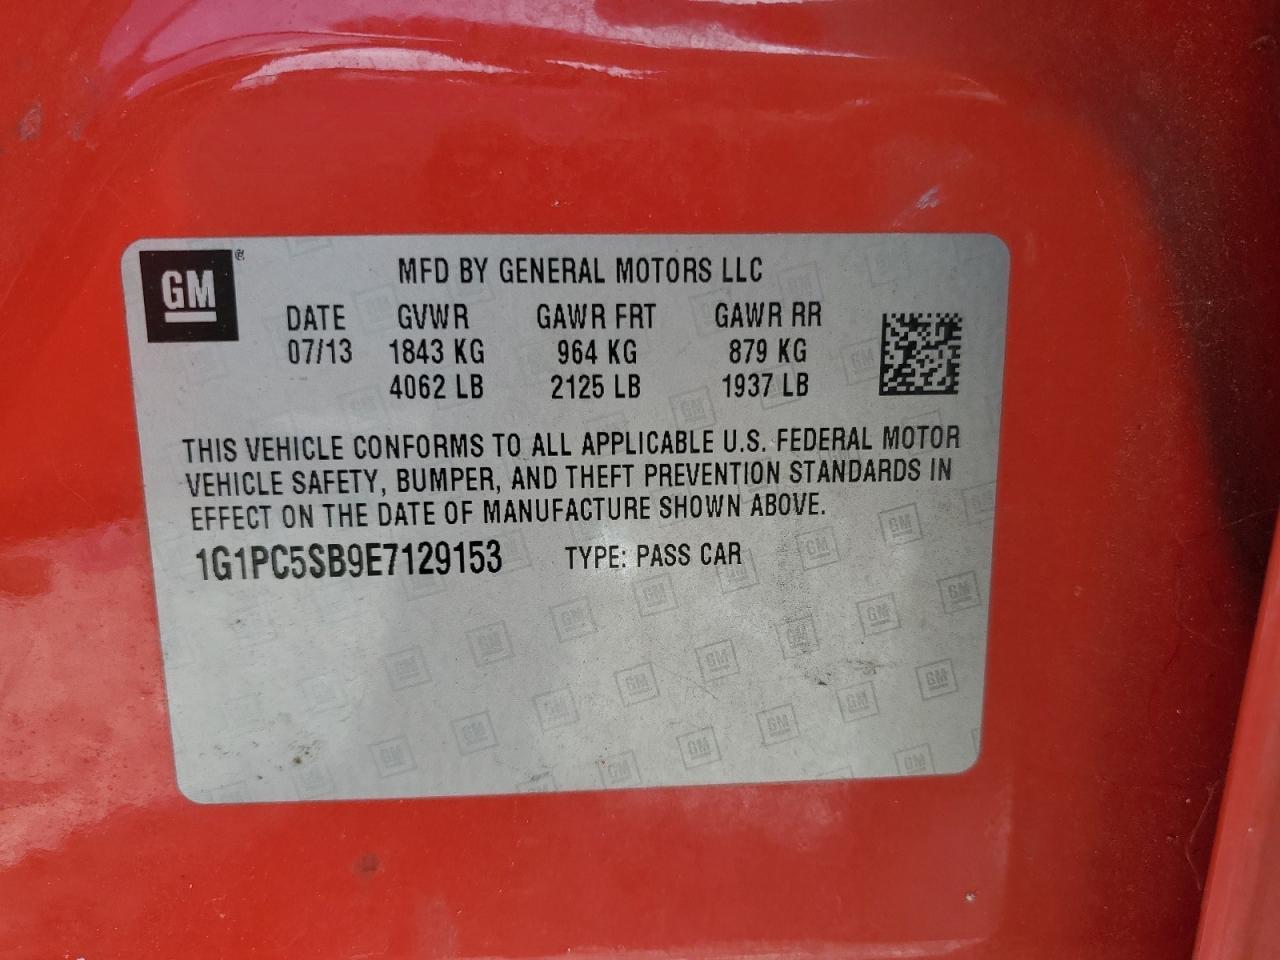 GM
MFD BY GENERAL MOTORS LLC
DATE GVWR GAWR FRT GAWR RR
07/13 1843 KG 964 KG 879 KG
4062 LB 2125 LB 1937 LB
THIS VEHICLE CONFORMS TO ALL APPLICABLE U.S. FEDERAL MOTOR
VEHICLE SAFETY, BUMPER, AND THEFT PREVENTION STANDARDS IN
EFFECT ON THE DATE OF MANUFACTURE SHOWN ABOVE.
1G1PC5SB9E7129153 TYPE: PASS CAR